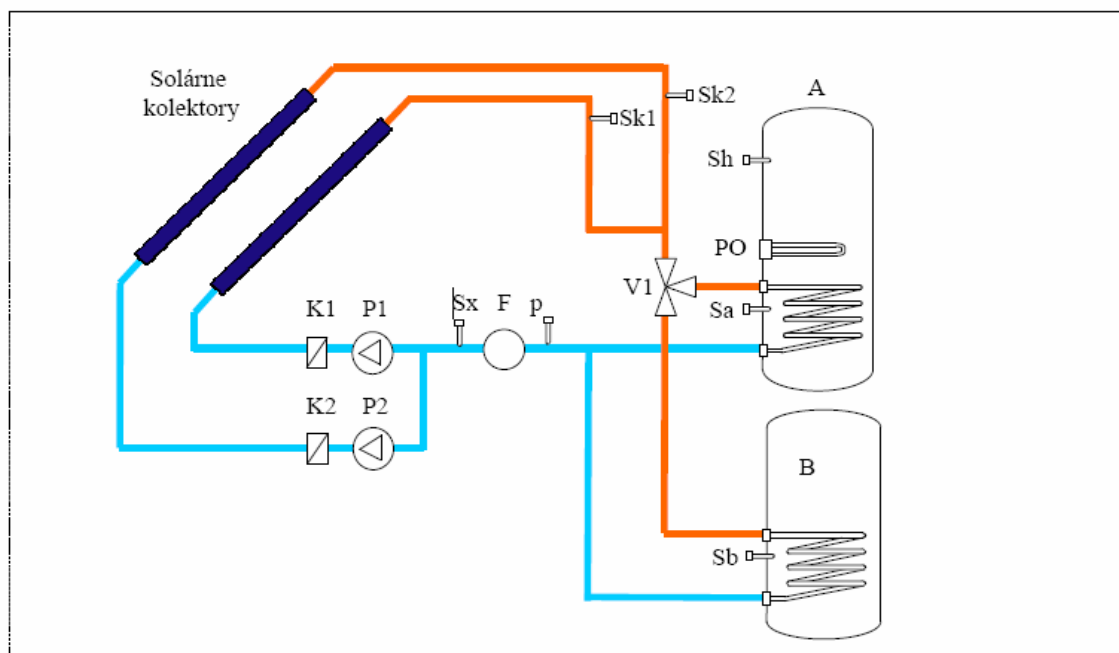 Solárne
kolektory
Sk2
A
Sk1
Sh
PO
V1
Sx F p
Sa
K1 P1
K2 P2
B
Sb